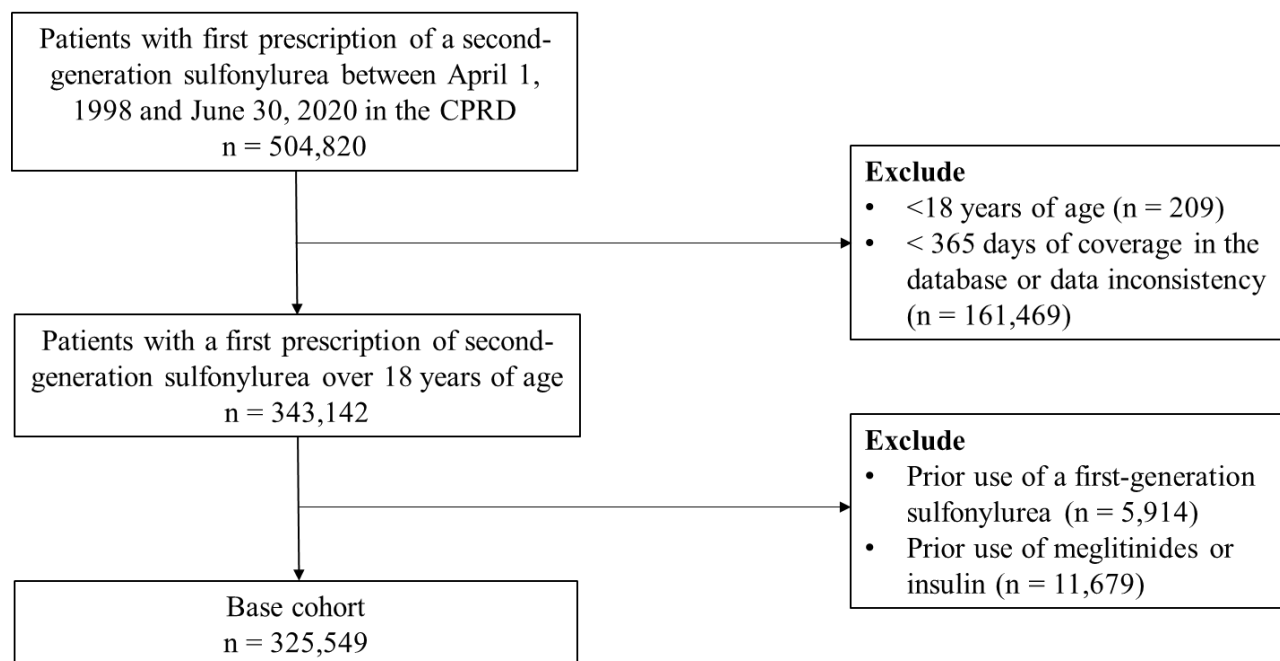 Patients with first prescription of a second-
generation sulfonylurea between April 1,
1998 and June 30, 2020 in the CPRD
n = 504,820
Exclude
• <18 years of age (n = 209)
• < 365 days of coverage in the
database or data inconsistency
(n = 161,469)
Patients with a first prescription of second-
generation sulfonylurea over 18 years of age
n = 343,142
Exclude
• Prior use of a first-generation
sulfonylurea (n = 5,914)
• Prior use of meglitinides or
insulin (n = 11,679)
Base cohort
n = 325,549